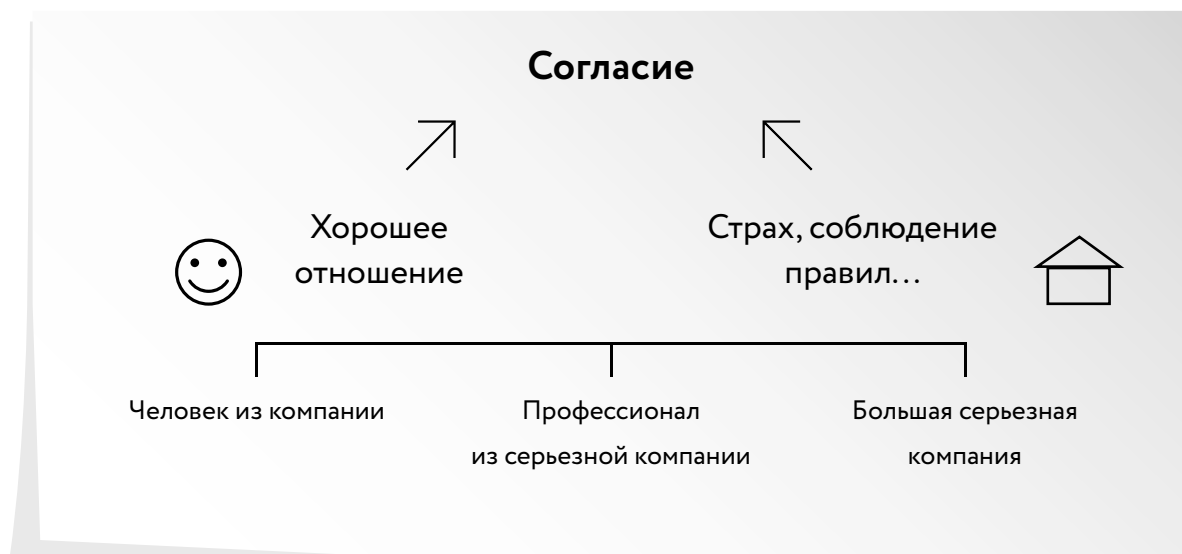 Согласие
Хорошее
отношение
Страх, соблюдение
правил...
Человек из компании
Профессионал
из серьезной компании
Большая серьезная
компания